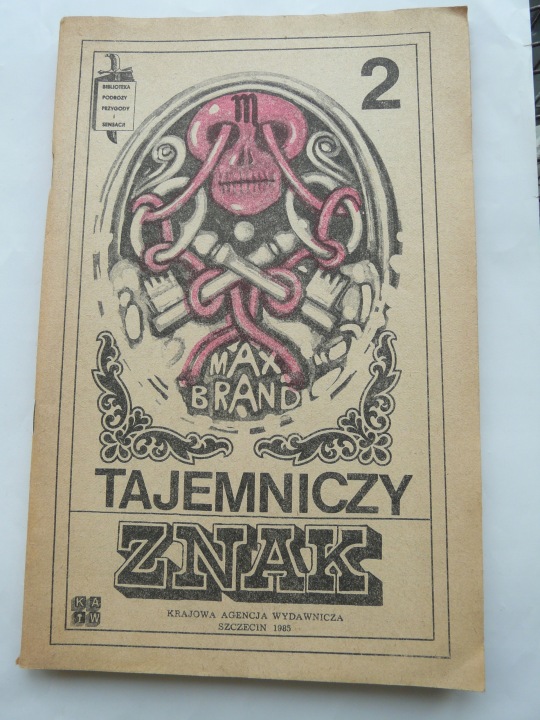 BIBLIOTEKA
PODRÓŻY
PRZYGODY
I
SENSACJI
2
m
MAX
BRAND
TAJEMNICZY
ZNAK
KRAJOWA AGENCJA WYDAWNICZA
SZCZECIN 1985
K A
W